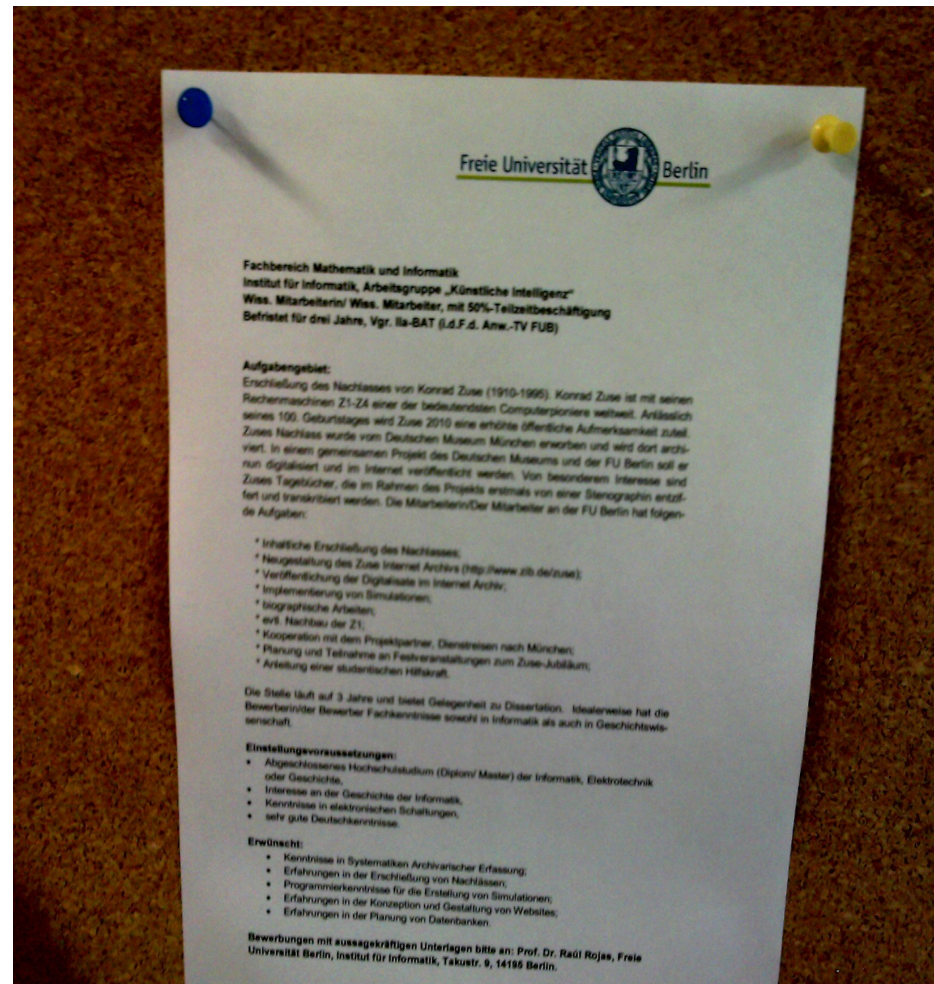 Freie Universität Berlin
Fachbereich Mathematik und Informatik
Institut für Informatik, Arbeitsgruppe „Künstliche Intelligenz"
Wiss. Mitarbeiterin/ Wiss. Mitarbeiter, mit 50%-Teilzeitbeschäftigung
Befristet für drei Jahre, Vgr. IIa-BAT (i.d.F.d. Anw.-TV FUB)
Aufgabengebiet:
Erschließung des Nachlasses von Konrad Zuse (1910-1995). Konrad Zuse ist mit seinen
Rechenmaschinen Z1-Z4 einer der bedeutendsten Computerpioniere weltweit. Anlässlich
seines 100. Geburtstages wird Zuse 2010 eine erhöhte öffentliche Aufmerksamkeit zuteil.
Zuses Nachlass wurde vom Deutschen Museum München erworben und wird dort archi-
viert. In einem gemeinsamen Projekt des Deutschen Museums und der FU Berlin soll er
nun digitalisiert und im Internet veröffentlicht werden. Von besonderem Interesse sind
Zuses Tagebücher, die im Rahmen des Projekts erstmals von einer Stenographin entzif-
fert und transkribiert werden. Die Mitarbeiterin/Der Mitarbeiter an der FU Berlin hat folgen-
de Aufgaben:
* Inhaltliche Erschließung des Nachlasses;
* Neugestaltung des Zuse Internet Archivs (http://www.zib.de/zuse);
* Veröffentlichung der Digitalisate im Internet Archiv;
* Implementierung von Simulationen;
* biographische Arbeiten;
* evtl. Nachbau der Z1;
* Kooperation mit dem Projektpartner, Dienstreisen nach München;
* Planung und Teilnahme an Festveranstaltungen zum Zuse-Jubiläum;
* Anleitung einer studentischen Hilfskraft.
Die Stelle läuft auf 3 Jahre und bietet Gelegenheit zu Dissertation. Idealerweise hat die
Bewerberin/der Bewerber Fachkenntnisse sowohl in Informatik als auch in Geschichtswis-
senschaft.
Einstellungsvoraussetzungen:
• Abgeschlossenes Hochschulstudium (Diplom/ Master) der Informatik, Elektrotechnik
oder Geschichte,
• Interesse an der Geschichte der Informatik,
• Kenntnisse in elektronischen Schaltungen,
• sehr gute Deutschkenntnisse.
Erwünscht:
• Kenntnisse in Systematiken Archivarischer Erfassung;
• Erfahrungen in der Erschließung von Nachlässen;
• Programmierkenntnisse für die Erstellung von Simulationen;
• Erfahrungen in der Konzeption und Gestaltung von Websites;
• Erfahrungen in der Planung von Datenbanken.
Bewerbungen mit aussagekräftigen Unterlagen bitte an: Prof. Dr. Raúl Rojas, Freie
Universität Berlin, Institut für Informatik, Takustr. 9, 14195 Berlin.